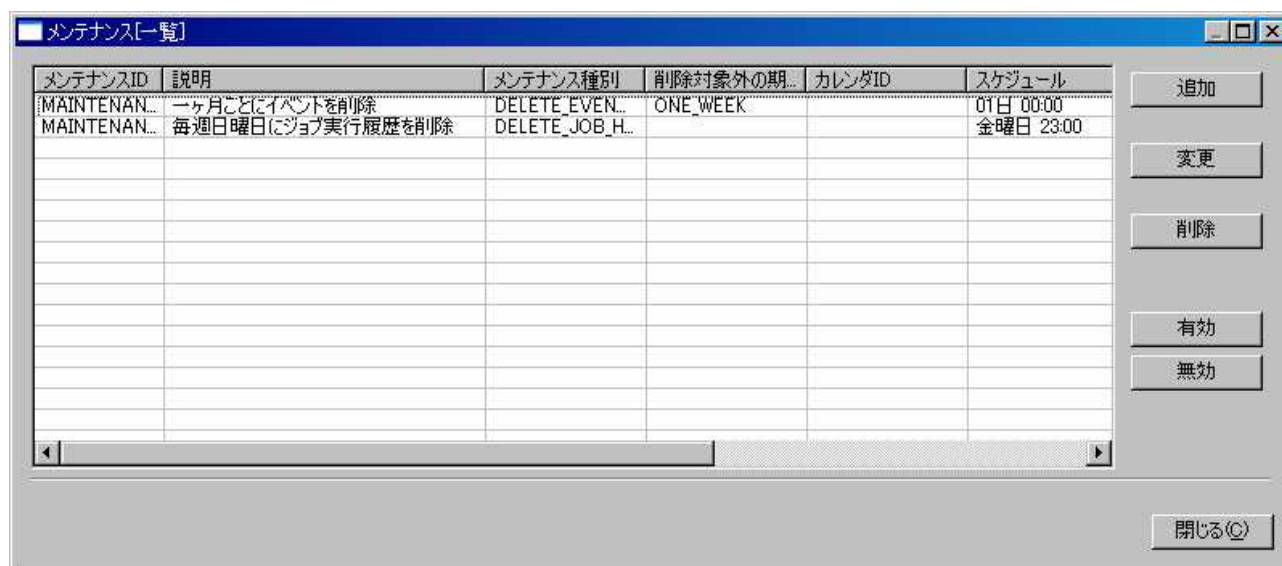 メンテナンス[一覧]
メンテナンスID 説明 メンテナンス種別 削除対象外の期... カレンダID スケジュール
MAINTENAN... 一ヶ月ごとにイベントを削除 DELETE_EVEN... ONE_WEEK 01日 00:00
MAINTENAN... 毎週日曜日にジョブ実行履歴を削除 DELETE_JOB_H... 金曜日 23:00
追加
変更
削除
有効
無効
閉じる(C)